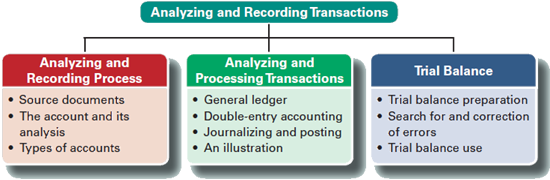 Analyzing and Recording Transactions
Analyzing and
Recording Process
• Source documents
• The account and its
analysis
• Types of accounts
Analyzing and
Processing Transactions
• General ledger
• Double-entry accounting
• Journalizing and posting
• An illustration
Trial Balance
• Trial balance preparation
• Search for and correction
of errors
• Trial balance use